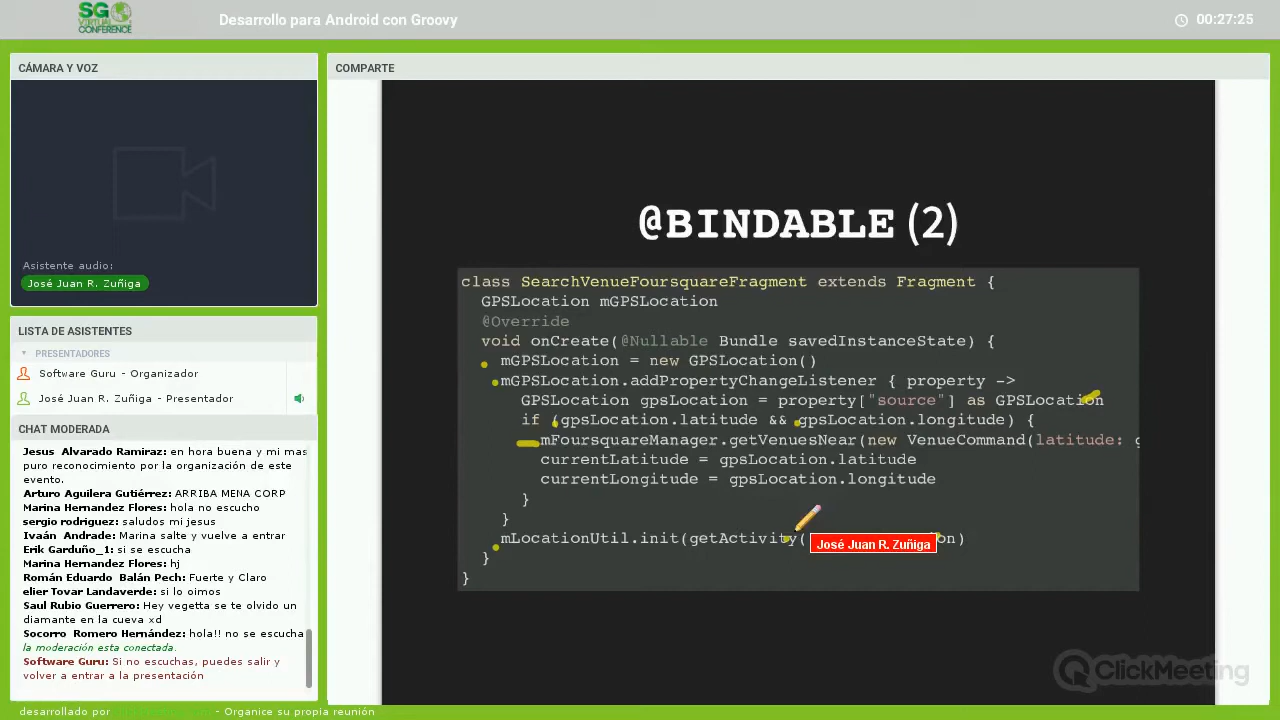 SG
VIRTUAL
CONFERENCE
Desarrollo para Android con Groovy
00:27:25
CÁMARA Y VOZ
Asistente audio:
José Juan R. Zuñiga
LISTA DE ASISTENTES
PRESENTADORES
Software Guru - Organizador
José Juan R. Zuñiga - Presentador
CHAT MODERADA
Jesus Alvarado Ramiraz: en hora buena y mi mas
puro reconocimiento por la organización de este
evento.
Arturo Aguilera Gutiérrez: ARRIBA MENA CORP
Marina Hernandez Flores: hola no escucho
sergio rodriguez: saludos mi jesus
Ivaán Andrade: Marina salte y vuelve a entrar
Erik Garduño_1: si se escucha
Marina Hernandez Flores: hj
Román Eduardo Balán Pech: Fuerte y Claro
elier Tovar Landaverde: si lo oimos
Saul Rubio Guerrero: Hey vegetta se te olvido un
diamante en la cueva xd
Socorro Romero Hernández: hola!! no se escucha
la moderación esta conectada.
Software Guru: Si no escuchas, puedes salir y
volver a entrar a la presentación
desarrollado por - Organice su propia reunión
COMPARTE
@BINDABLE (2)
class SearchVenueFoursquareFragment extends Fragment {
GPSLocation mGPSLocation
@Override
void onCreate(@Nullable Bundle savedInstanceState) {
mGPSLocation = new GPSLocation()
mGPSLocation.addPropertyChangeListener { property ->
GPSLocation gpsLocation = property["source"] as GPSLocation
if (gpsLocation.latitude && gpsLocation.longitude) {
mFoursquareManager.getVenuesNear(new VenueCommand(latitude: g
currentLatitude = gpsLocation.latitude
currentLongitude = gpsLocation.longitude
}
}
mLocationUtil.init(getActivity( on)
José Juan R. Zuñiga
}
}
ClickMeeting